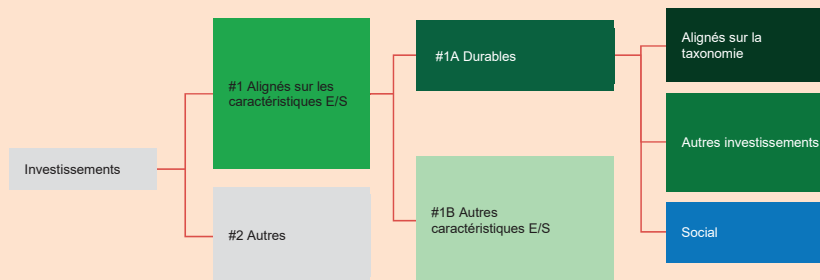 Investissements
#1 Alignés sur les
caractéristiques E/S
#2 Autres
#1A Durables
#1B Autres
caractéristiques E/S
Alignés sur la
taxonomie
Autres investissements
Social